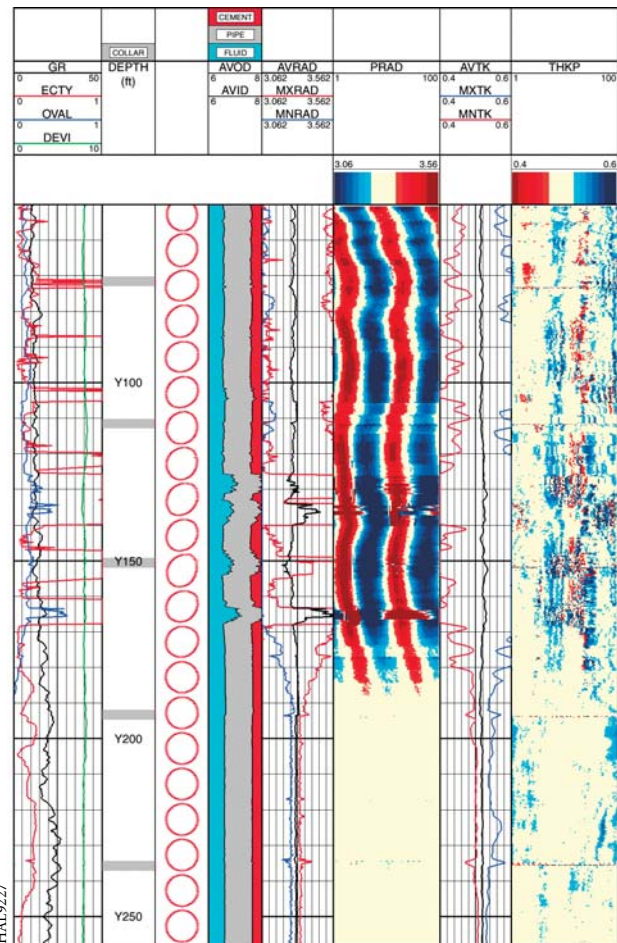 CEMENT
PIPE
COLLAR FLUID
GR DEPTH AVOD AVRAD PRAD AVTK THKP
0 50 (ft) 6 8 3.062 3.562 1 100 0.4 0.6 1 100
ECTY AVID MXRAD MXTK
0 1 6 8 3.062 3.562 0.4 0.6
OVAL MNRAD MNTK
0 1 3.062 3.562 0.4 0.6
DEVI
0 10
3.06 3.56 0.4 0.6
Y100
Y150
Y200
Y250
HAL9227